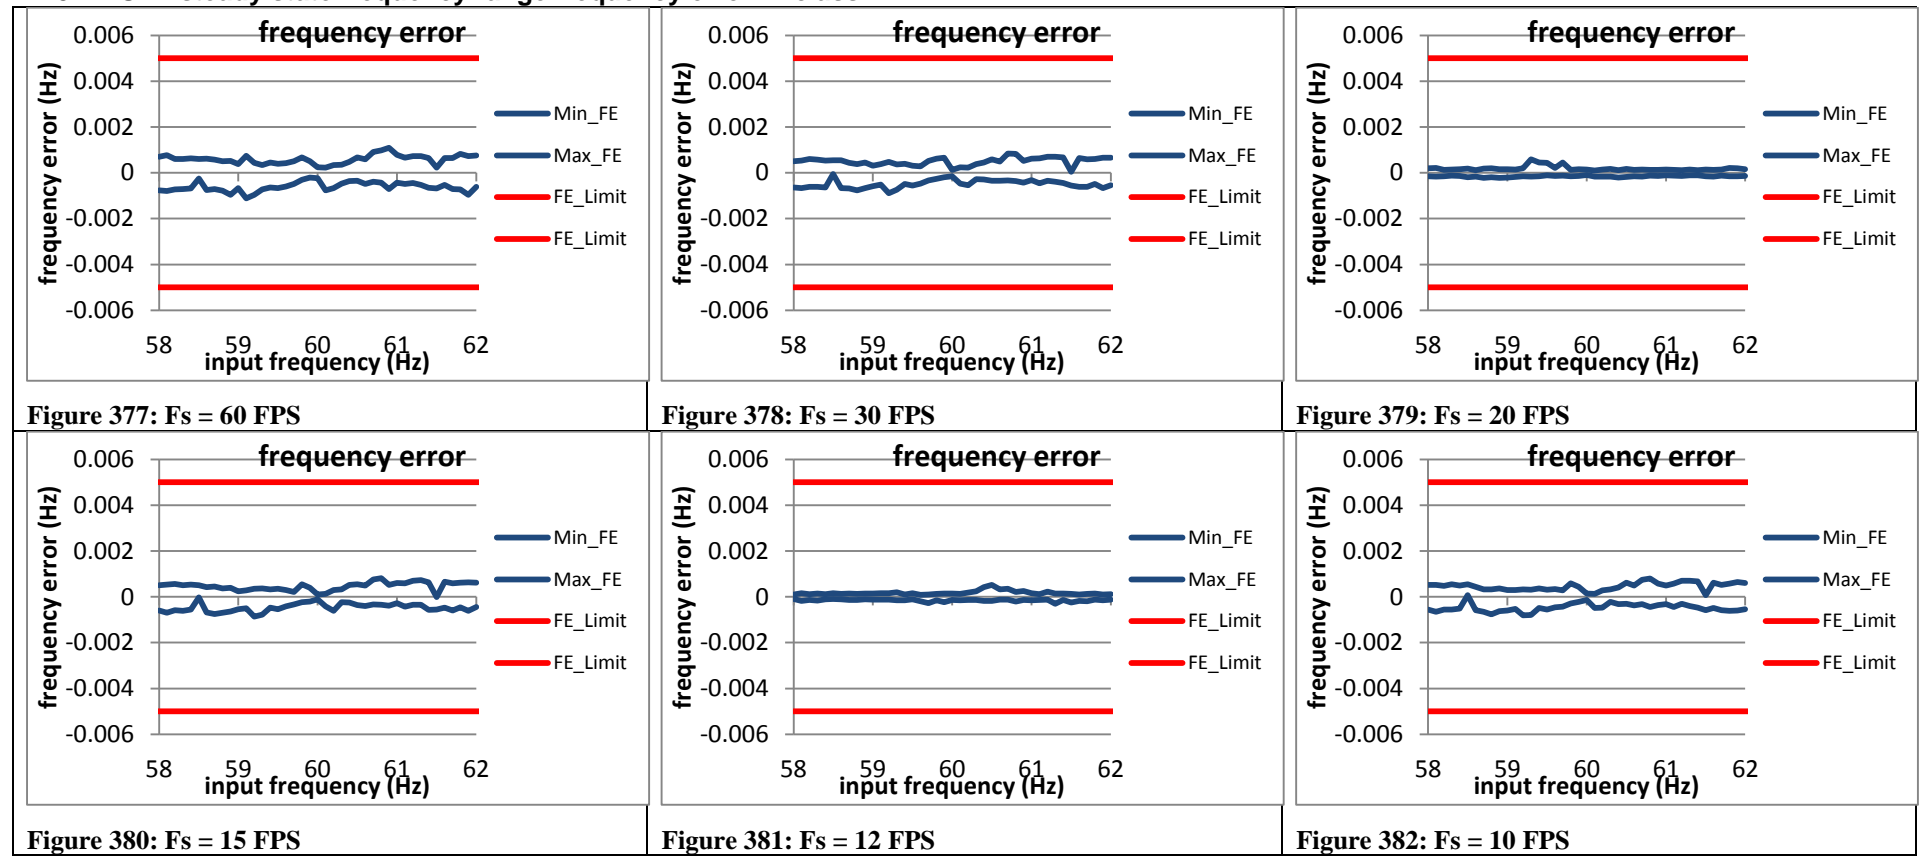 frequency error
0.006
0.004
0.002
0
-0.002
-0.004
-0.006
frequency error (Hz)
58 59 60 61 62
input frequency (Hz)
Min_FE
Max_FE
FE_Limit
FE_Limit
Figure 377: Fs = 60 FPS
frequency error
0.006
0.004
0.002
0
-0.002
-0.004
-0.006
frequency error (Hz)
58 59 60 61 62
input frequency (Hz)
Min_FE
Max_FE
FE_Limit
FE_Limit
Figure 378: Fs = 30 FPS
frequency error
0.006
0.004
0.002
0
-0.002
-0.004
-0.006
frequency error (Hz)
58 59 60 61 62
input frequency (Hz)
Min_FE
Max_FE
FE_Limit
FE_Limit
Figure 379: Fs = 20 FPS
frequency error
0.006
0.004
0.002
0
-0.002
-0.004
-0.006
frequency error (Hz)
58 59 60 61 62
input frequency (Hz)
Min_FE
Max_FE
FE_Limit
FE_Limit
Figure 380: Fs = 15 FPS
frequency error
0.006
0.004
0.002
0
-0.002
-0.004
-0.006
frequency error (Hz)
58 59 60 61 62
input frequency (Hz)
Min_FE
Max_FE
FE_Limit
FE_Limit
Figure 381: Fs = 12 FPS
frequency error
0.006
0.004
0.002
0
-0.002
-0.004
-0.006
frequency error (Hz)
58 59 60 61 62
input frequency (Hz)
Min_FE
Max_FE
FE_Limit
FE_Limit
Figure 382: Fs = 10 FPS